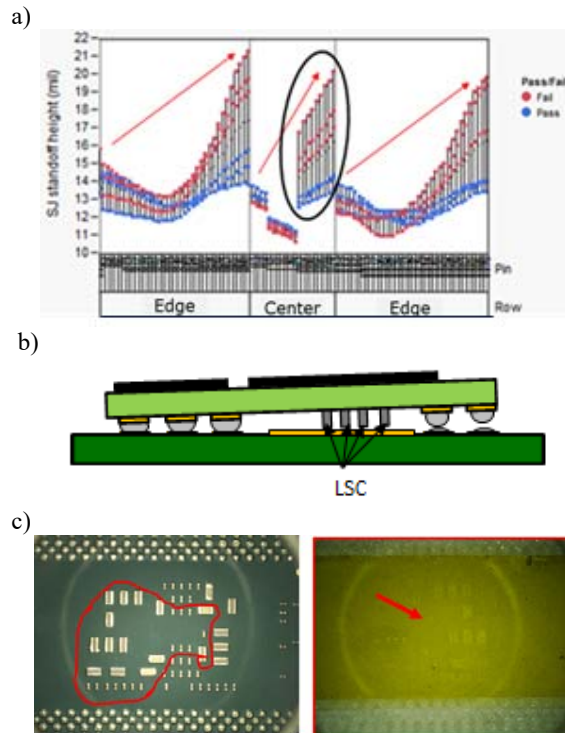 a)
SJ standoff height (mil)
22
21
20
19
18
17
16
15
14
13
12
11
10
Pass/Fail
Fail
Pass
Pin
Edge
Center
Edge
Row
b)
LSC
c)